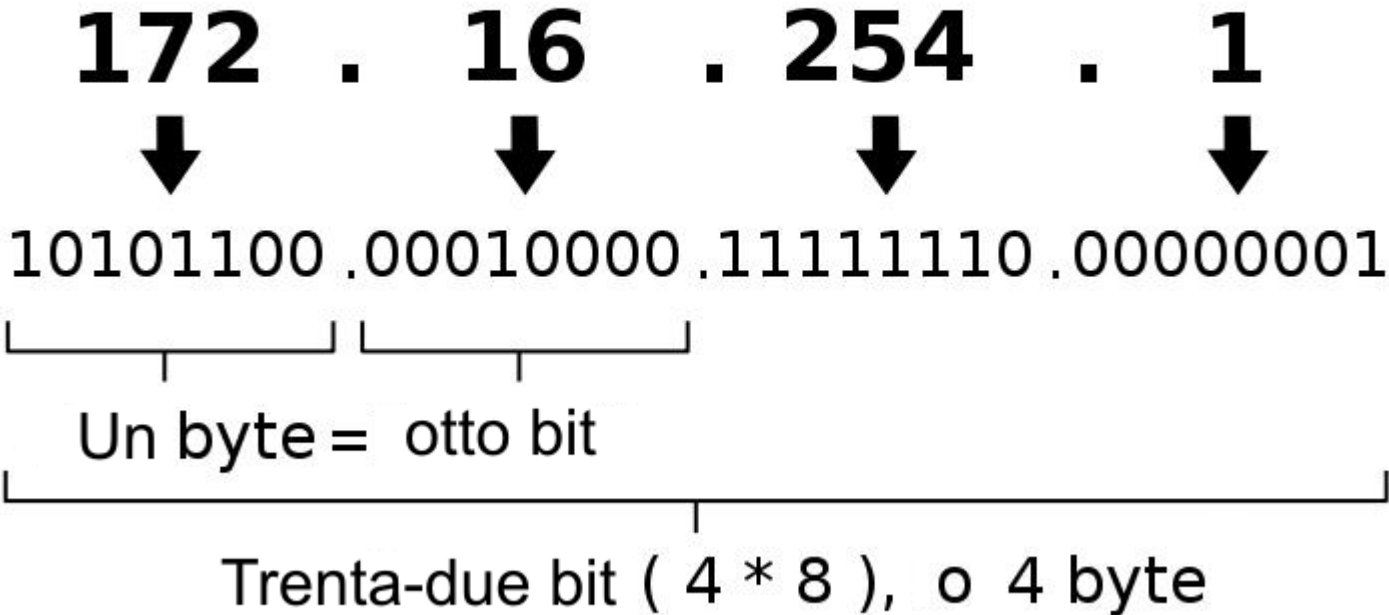 172 . 16 . 254 . 1
10101100 .00010000 .11111110 .00000001
Un byte = otto bit
Trenta-due bit ( 4 * 8 ), o 4 byte